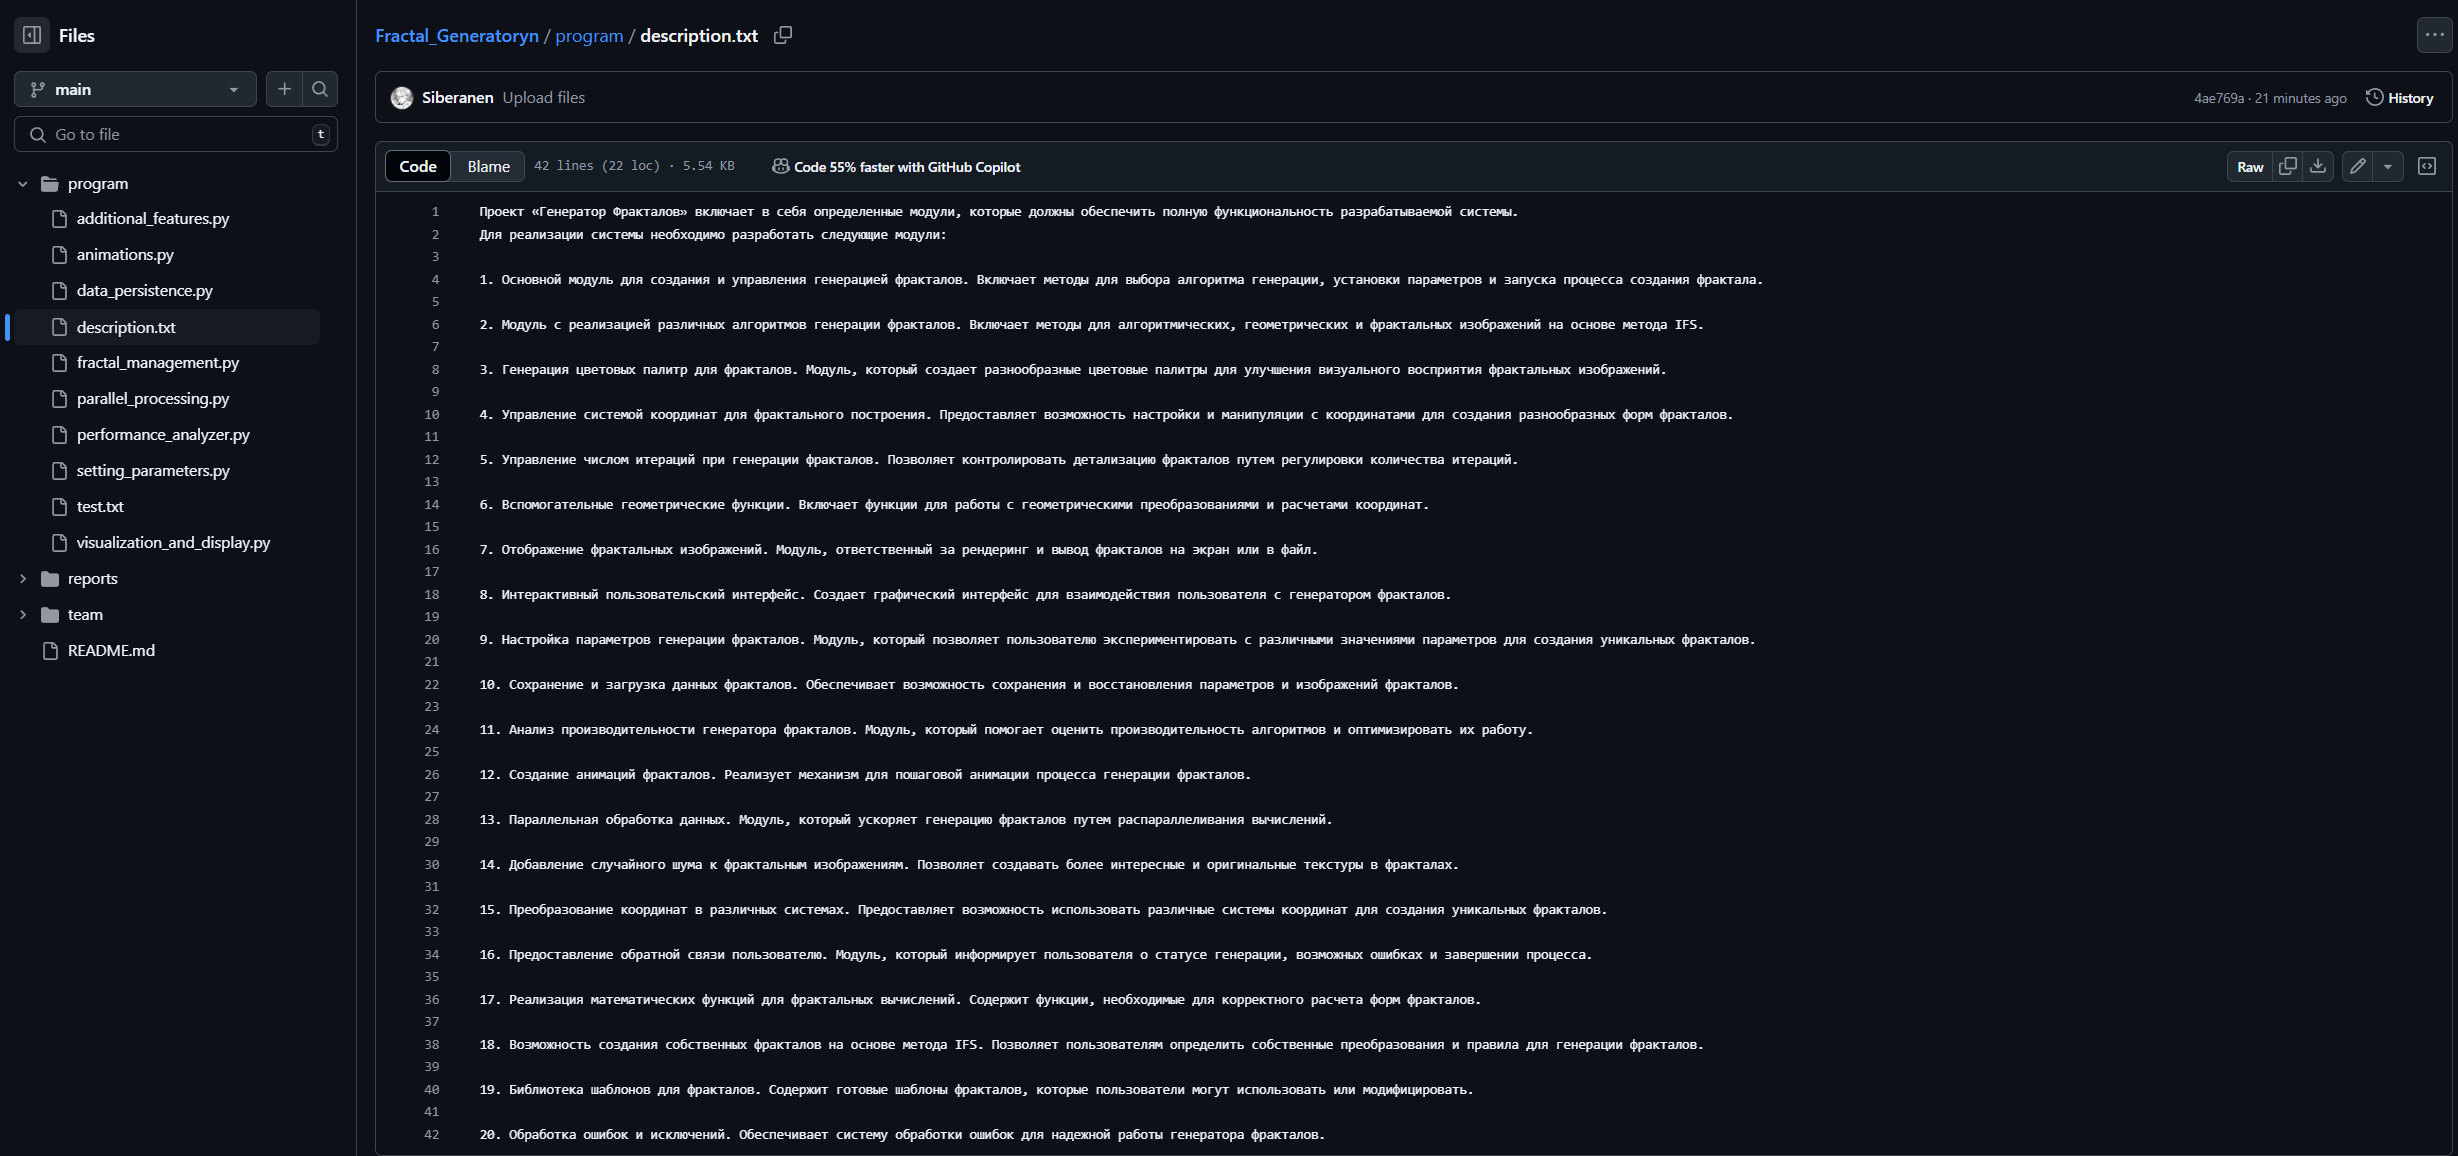 Files
Fractal_Generatoryn / program / description.txt
main
Siberanen Upload files
4ae769a · 21 minutes ago
History
Go to file
t
Code
Blame
42 lines (22 loc) · 5.54 KB
Code 55% faster with GitHub Copilot
Raw
program
additional_features.py
animations.py
data_persistence.py
description.txt
fractal_management.py
parallel_processing.py
performance_analyzer.py
setting_parameters.py
test.txt
visualization_and_display.py
reports
team
README.md
1 Проект «Генератор Фракталов» включает в себя определенные модули, которые должны обеспечить полную функциональность разрабатываемой системы.
2 Для реализации системы необходимо разработать следующие модули:
3
4 1. Основной модуль для создания и управления генерацией фракталов. Включает методы для выбора алгоритма генерации, установки параметров и запуска процесса создания фрактала.
5
6 2. Модуль с реализацией различных алгоритмов генерации фракталов. Включает методы для алгоритмических, геометрических и фрактальных изображений на основе метода IFS.
7
8 3. Генерация цветовых палитр для фракталов. Модуль, который создает разнообразные цветовые палитры для улучшения визуального восприятия фрактальных изображений.
9
10 4. Управление системой координат для фрактального построения. Предоставляет возможность настройки и манипуляции с координатами для создания разнообразных форм фракталов.
11
12 5. Управление числом итераций при генерации фракталов. Позволяет контролировать детализацию фракталов путем регулировки количества итераций.
13
14 6. Вспомогательные геометрические функции. Включает функции для работы с геометрическими преобразованиями и расчетами координат.
15
16 7. Отображение фрактальных изображений. Модуль, ответственный за рендеринг и вывод фракталов на экран или в файл.
17
18 8. Интерактивный пользовательский интерфейс. Создает графический интерфейс для взаимодействия пользователя с генератором фракталов.
19
20 9. Настройка параметров генерации фракталов. Модуль, который позволяет пользователю экспериментировать с различными значениями параметров для создания уникальных фракталов.
21
22 10. Сохранение и загрузка данных фракталов. Обеспечивает возможность сохранения и восстановления параметров и изображений фракталов.
23
24 11. Анализ производительности генератора фракталов. Модуль, который помогает оценить производительность алгоритмов и оптимизировать их работу.
25
26 12. Создание анимаций фракталов. Реализует механизм для пошаговой анимации процесса генерации фракталов.
27
28 13. Параллельная обработка данных. Модуль, который ускоряет генерацию фракталов путем распараллеливания вычислений.
29
30 14. Добавление случайного шума к фрактальным изображениям. Позволяет создавать более интересные и оригинальные текстуры в фракталах.
31
32 15. Преобразование координат в различных системах. Предоставляет возможность использовать различные системы координат для создания уникальных фракталов.
33
34 16. Предоставление обратной связи пользователю. Модуль, который информирует пользователя о статусе генерации, возможных ошибках и завершении процесса.
35
36 17. Реализация математических функций для фрактальных вычислений. Содержит функции, необходимые для корректного расчета форм фракталов.
37
38 18. Возможность создания собственных фракталов на основе метода IFS. Позволяет пользователям определить собственные преобразования и правила для генерации фракталов.
39
40 19. Библиотека шаблонов для фракталов. Содержит готовые шаблоны фракталов, которые пользователи могут использовать или модифицировать.
41
42 20. Обработка ошибок и исключений. Обеспечивает систему обработки ошибок для надежной работы генератора фракталов.